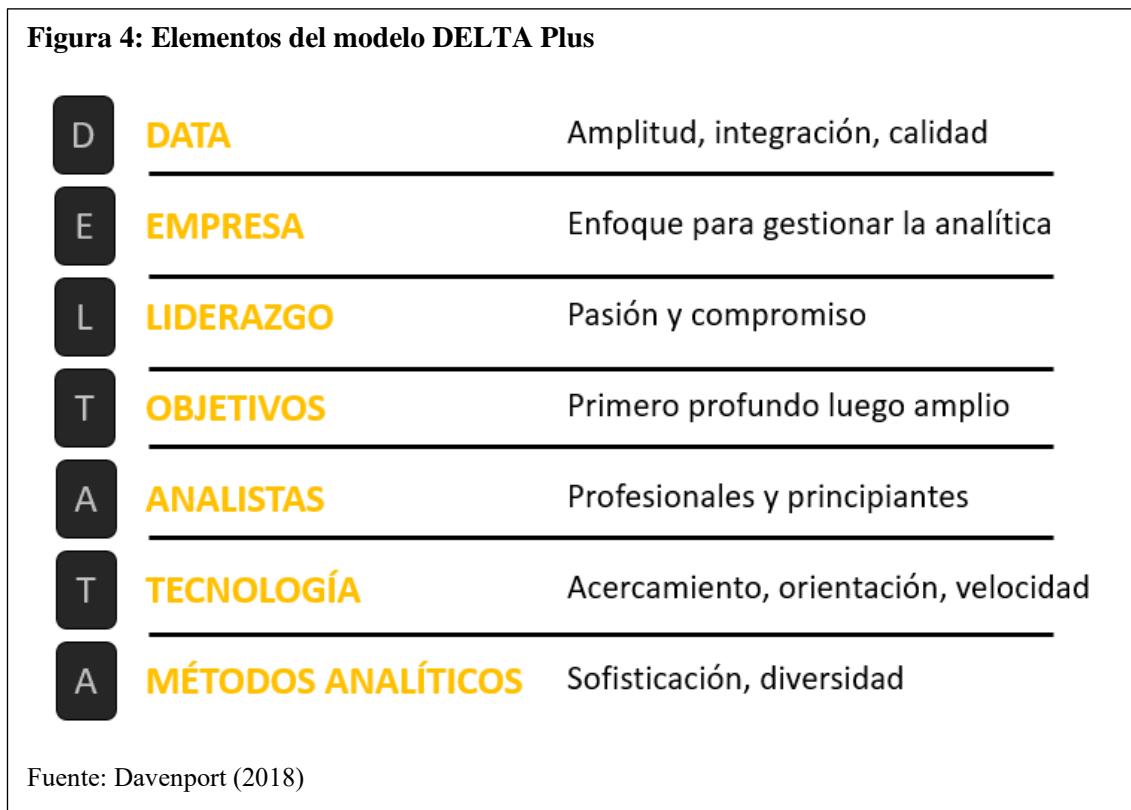 Figura 4: Elementos del modelo DELTA Plus
D DATA Amplitud, integración, calidad
E EMPRESA Enfoque para gestionar la analítica
L LIDERAZGO Pasión y compromiso
T OBJETIVOS Primero profundo luego amplio
A ANALISTAS Profesionales y principiantes
T TECNOLOGÍA Acercamiento, orientación, velocidad
A MÉTODOS ANALÍTICOS Sofisticación, diversidad
Fuente: Davenport (2018)